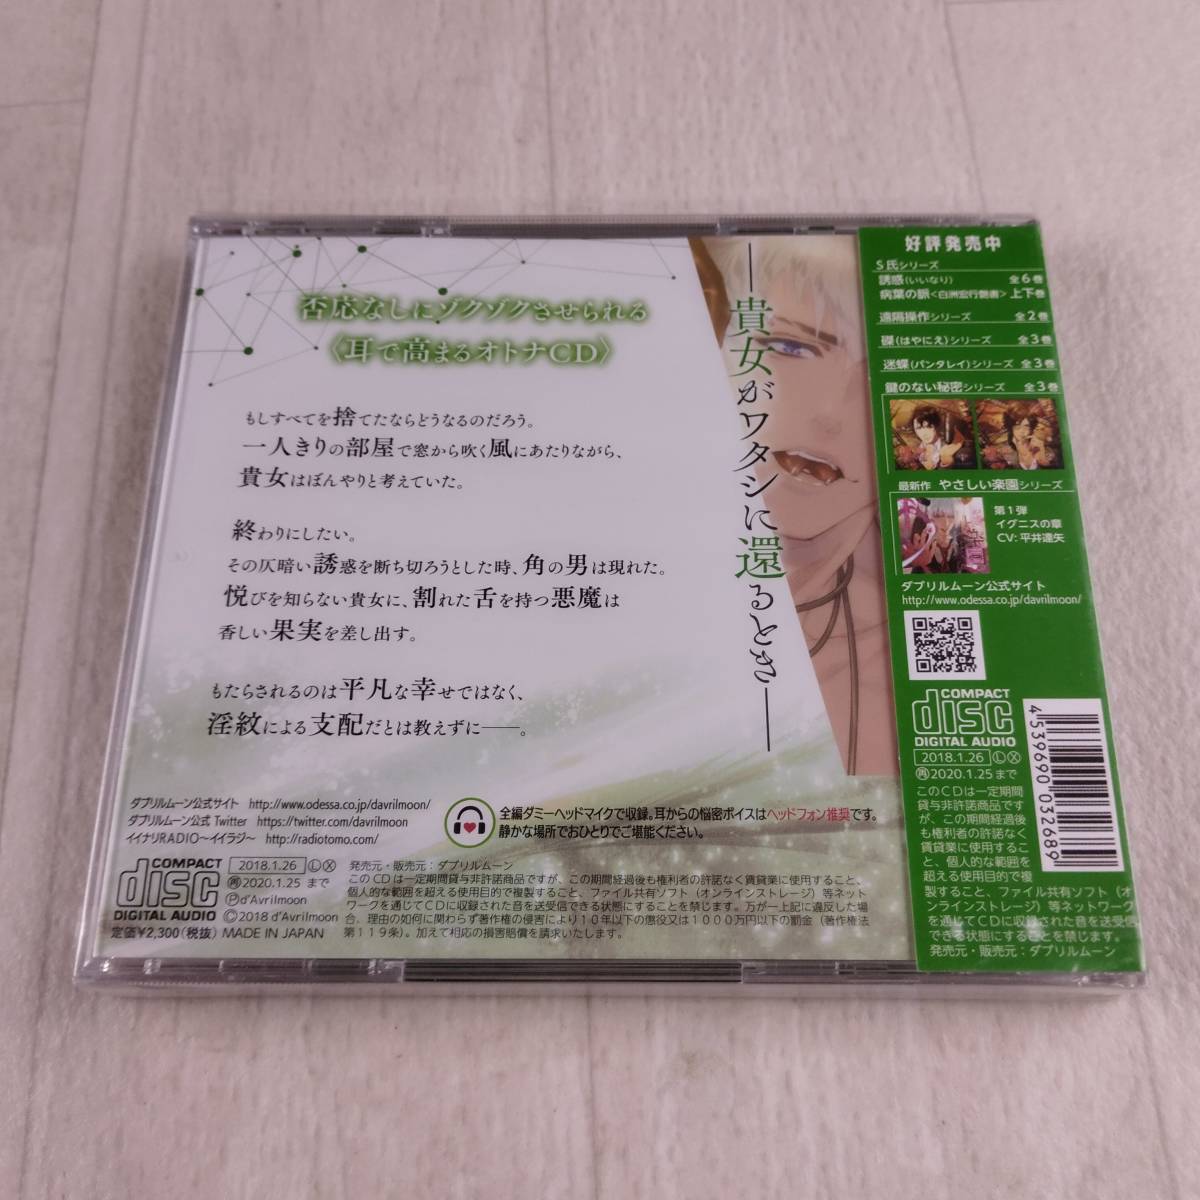 否応なしにゾクゾクさせられる
〈耳で高まるオトナCD〉
もしすべてを捨てたならどうなるのだろう。
一人きりの部屋で窓から吹く風にあたりながら、
貴女はぼんやりと考えていた。
終わりにしたい。
その仄暗い誘惑を断ち切ろうとした時、角の男は現れた。
悦びを知らない貴女に、割れた舌を持つ悪魔は
香しい果実を差し出す。
もたらされるのは平凡な幸せではなく、
淫紋による支配だとは教えずに――。
―貴女がワタシに還るとき―
ダブリルムーン公式サイト http://www.odessa.co.jp/davrilmoon/
ダブリルムーン公式 Twitter https://twitter.com/davrilmoon
イイナリRADIO〜イイラジ〜 http://radiotomo.com/
全編ダミーヘッドマイクで収録。耳からの悩密ボイスはヘッドフォン推奨です。
静かな場所でおひとりでご堪能ください。
COMPACT
disc
DIGITAL AUDIO
定価¥2,300(税抜) MADE IN JAPAN
2018.1.26 Ⓛ Ⓧ
㋹2020.1.25 まで
Ⓟd'Avrilmoon
Ⓒ2018 d'Avrilmoon
発売元・販売元：ダブリルムーン
このCDは一定期間貸与非許諾商品ですが、この期間経過後も権利者の許諾なく賃貸業に使用すること、
個人的な範囲を超える使用目的で複製すること、ファイル共有ソフト（オンラインストレージ）等ネット
ワークを通じてCDに収録された音を送受信できる状態にすることを禁じます。万が一上記に違反した場
合、理由の如何に関わらず著作権の侵害により10年以下の懲役又は1000万円以下の罰金（著作権法
第119条）。加えて相応の損害賠償を請求いたします。
好評発売中
S氏シリーズ
誘惑(いいなり) 全6巻
病葉の脈<白洲宏行艶書> 上下巻
遠隔操作シリーズ 全2巻
磔(はやにえ)シリーズ 全3巻
迷蝶(パンタレイ)シリーズ 全3巻
鍵のない秘密シリーズ 全3巻
最新作 やさしい楽園シリーズ
第1弾
イグニスの章
CV: 平井達矢
ダブリルムーン公式サイト
http://www.odessa.co.jp/davrilmoon/
COMPACT
disc
DIGITAL AUDIO
2018.1.26 Ⓛ Ⓧ
㋹2020.1.25まで
このCDは一定期間
貸与非許諾商品です
が、この期間経過後
も権利者の許諾なく
賃貸業に使用するこ
と、個人的な範囲を
超える使用目的で複
製すること、ファイル共有ソフト（オ
ンラインストレージ）等ネットワーク
を通じてCDに収録された音を送受信
できる状態にすることを禁じます。
発売元・販売元：ダブリルムーン
4539690032689